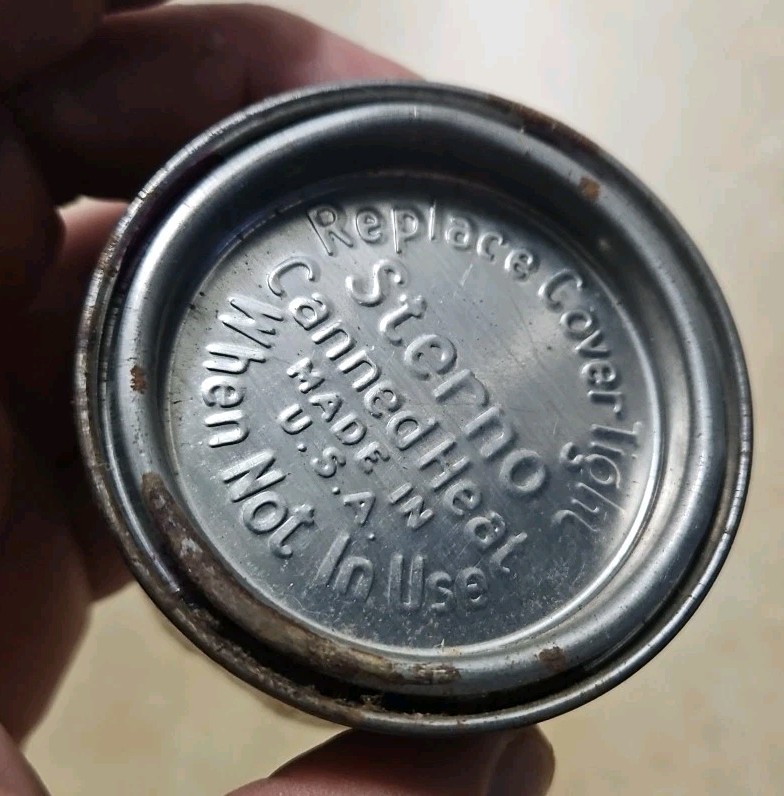 Replace Cover Tight
Sterno
Canned Heat
MADE IN
U.S.A.
When Not In Use